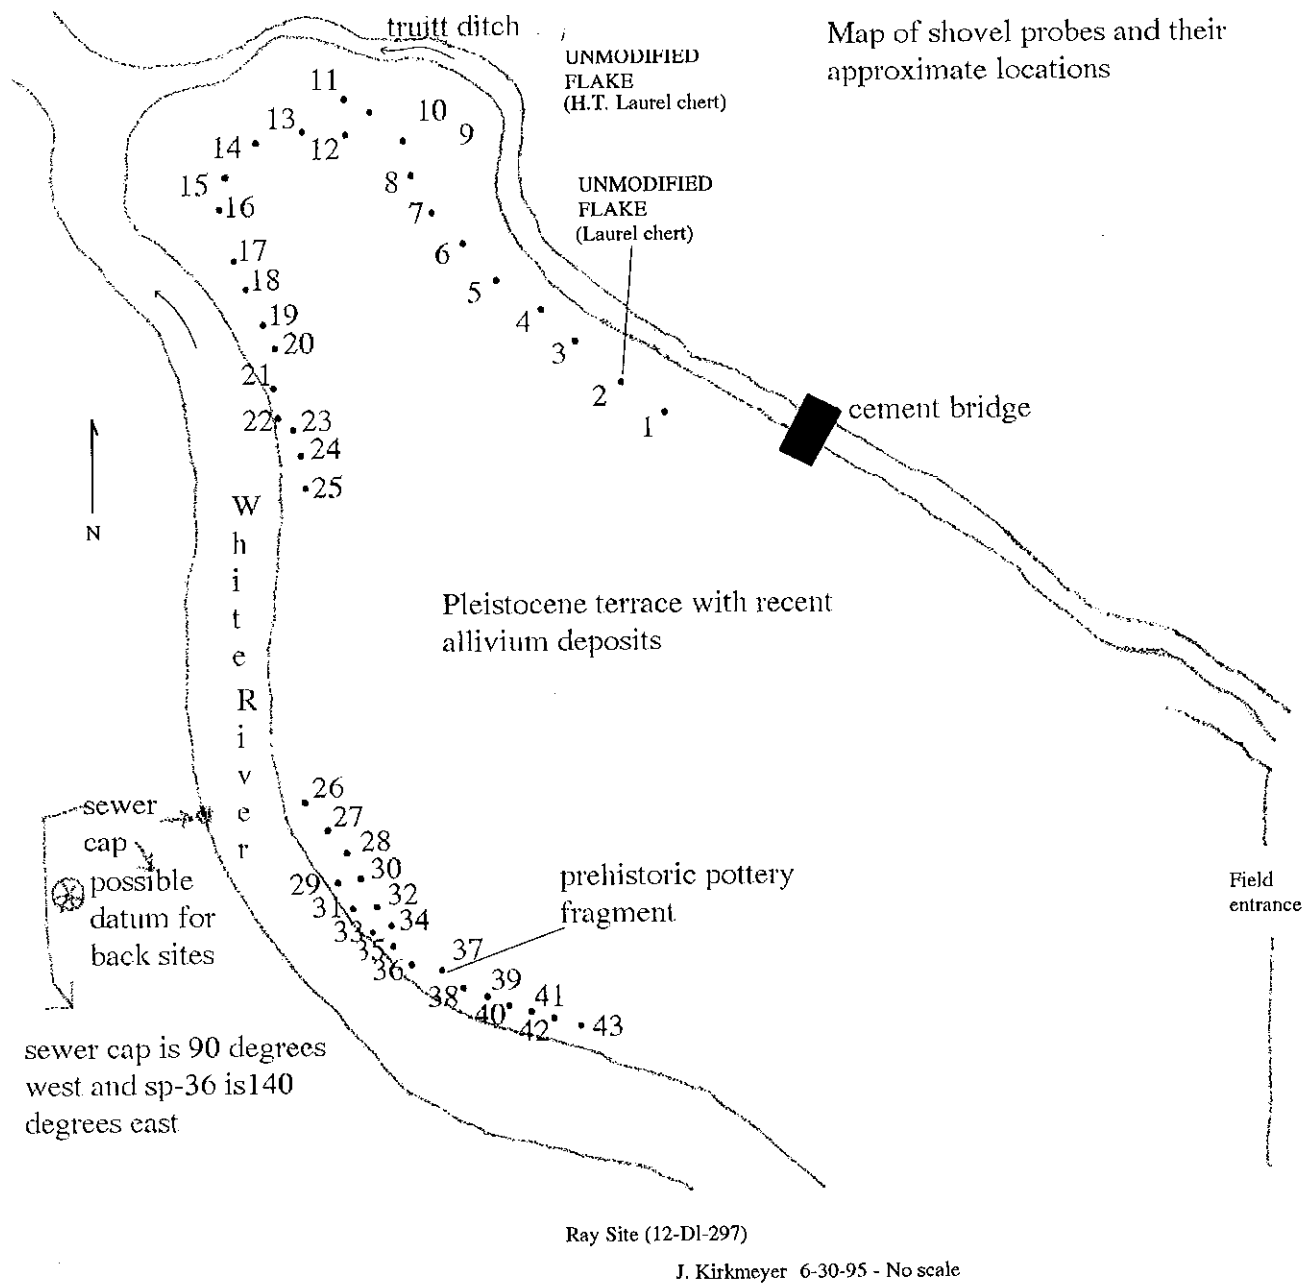 truitt ditch
Map of shovel probes and their
approximate locations
UNMODIFIED
FLAKE
(H.T. Laurel chert)
11
10
9
13
12
14
15
8
UNMODIFIED
FLAKE
(Laurel chert)
16
7
17
6
18
5
19
4
20
3
21
2
1
cement bridge
22
23
24
25
N
White River
Pleistocene terrace with recent
allivium deposits
26
27
28
29
30
31
32
33
34
35
36
37
38
39
40
41
42
43
sewer
cap
possible
datum for
back sites
prehistoric pottery
fragment
Field
entrance
sewer cap is 90 degrees
west and sp-36 is140
degrees east
Ray Site (12-Dl-297)
J. Kirkmeyer 6-30-95 - No scale